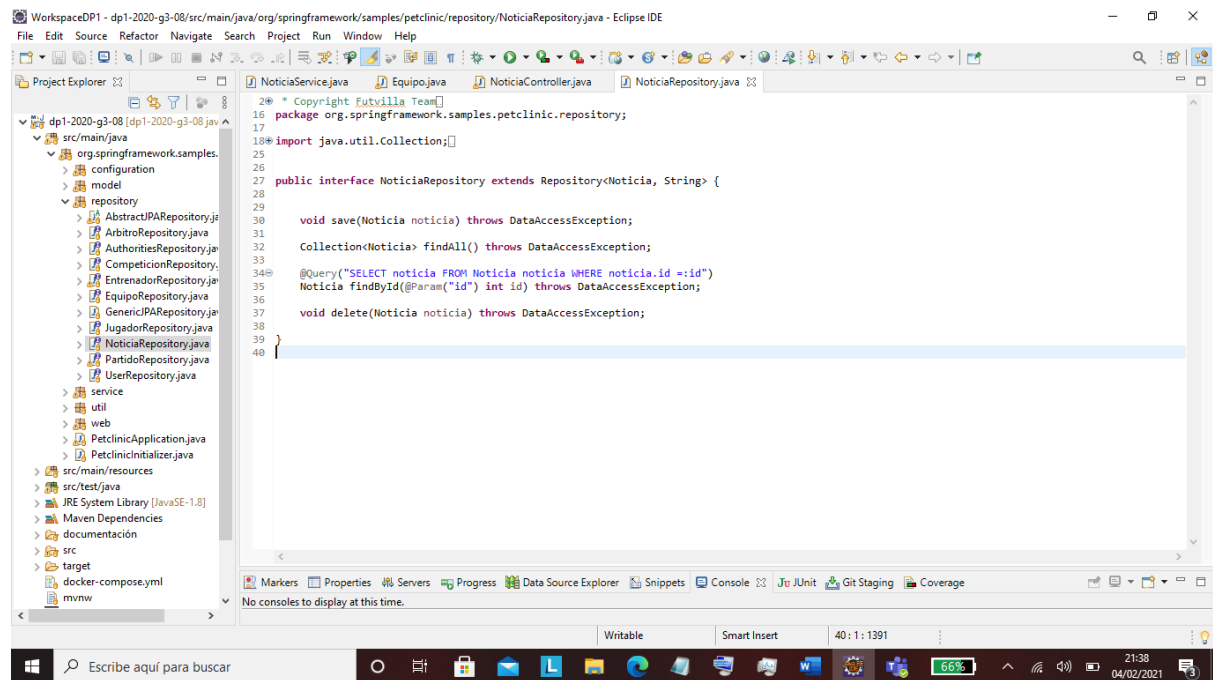 WorkspaceDP1 - dp1-2020-g3-08/src/main/java/org/springframework/samples/petclinic/repository/NoticiaRepository.java - Eclipse IDE
File Edit Source Refactor Navigate Search Project Run Window Help
Project Explorer
NoticiaService.java Equipo.java NoticiaController.java NoticiaRepository.java
dp1-2020-g3-08 [dp1-2020-g3-08 jav
src/main/java
org.springframework.samples.
configuration
model
repository
AbstractJPARepository.ja
ArbitroRepository.java
AuthoritiesRepository.jav
CompeticionRepository.
EntrenadorRepository.jav
EquipoRepository.java
GenericJPARepository.jav
JugadorRepository.java
NoticiaRepository.java
PartidoRepository.java
UserRepository.java
service
util
web
PetclinicApplication.java
PetclinicInitializer.java
src/main/resources
src/test/java
JRE System Library [JavaSE-1.8]
Maven Dependencies
documentación
src
target
docker-compose.yml
mvnw
2 * Copyright Futvilla Team
16 package org.springframework.samples.petclinic.repository;
17
18 import java.util.Collection;
25
26
27 public interface NoticiaRepository extends Repository<Noticia, String> {
28
29
30 void save(Noticia noticia) throws DataAccessException;
31
32 Collection<Noticia> findAll() throws DataAccessException;
33
34 @Query("SELECT noticia FROM Noticia noticia WHERE noticia.id =:id")
35 Noticia findById(@Param("id") int id) throws DataAccessException;
36
37 void delete(Noticia noticia) throws DataAccessException;
38
39 }
40
Markers Properties Servers Progress Data Source Explorer Snippets Console JUnit Git Staging Coverage
No consoles to display at this time.
Writable Smart Insert 40 : 1 : 1391
Escribe aquí para buscar
66%
21:38
04/02/2021
3